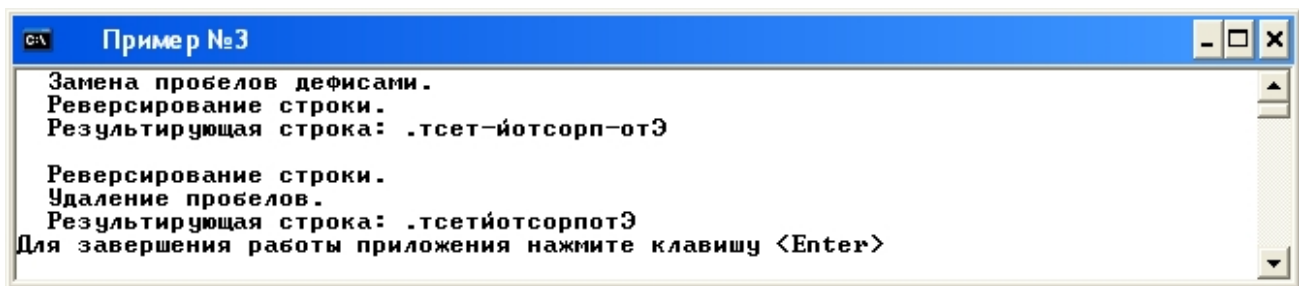 Пример №3
Замена пробелов дефисами.
Реверсирование строки.
Результирующая строка: .тсет-йотсорп-отЭ
Реверсирование строки.
Удаление пробелов.
Результирующая строка: .тсетйотсорпотЭ
Для завершения работы приложения нажмите клавишу <Enter>